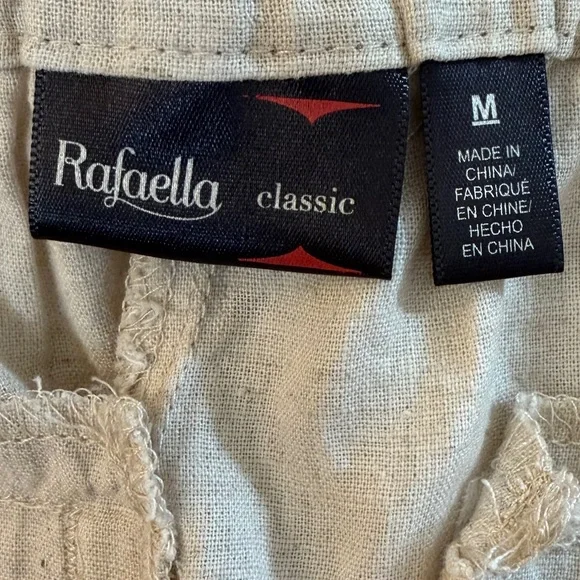 Rafaella classic
M
MADE IN
CHINA/
FABRIQUÉ
EN CHINE/
HECHO
EN CHINA